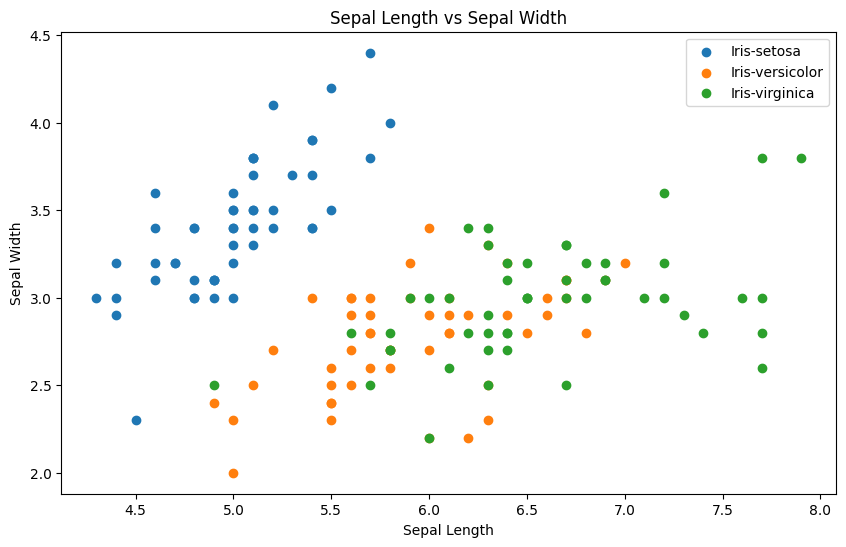 Sepal Length vs Sepal Width
4.5
4.0
3.5
3.0
2.5
2.0
Sepal Width
Iris-setosa
Iris-versicolor
Iris-virginica
4.5 5.0 5.5 6.0 6.5 7.0 7.5 8.0
Sepal Length